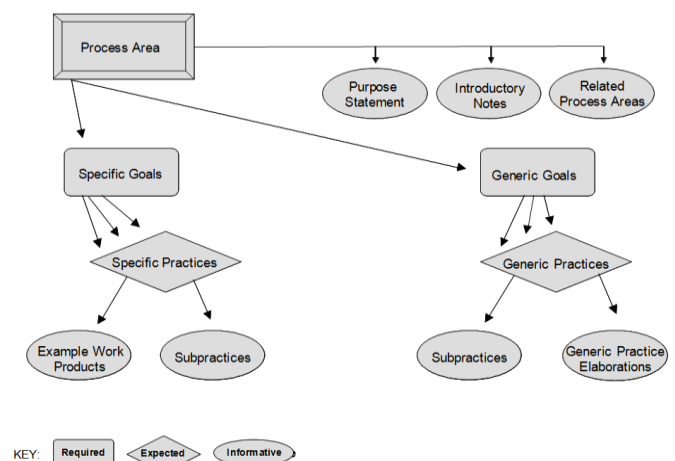 Process Area
Purpose
Statement
Introductory
Notes
Related
Process Areas
Specific Goals
Generic Goals
Specific Practices
Generic Practices
Example Work
Products
Subpractices
Subpractices
Generic Practice
Elaborations
KEY:
Required
Expected
Informative